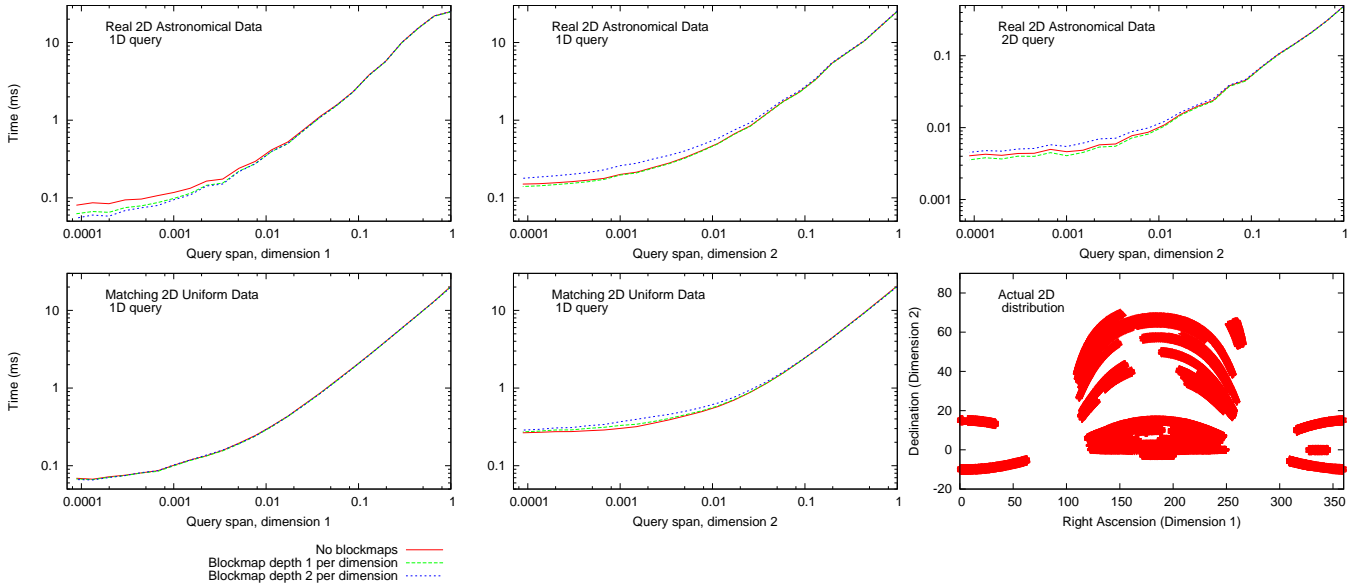 Real 2D Astronomical Data
1D query
Time (ms)
10
1
0.1
0.0001
0.001
0.01
0.1
1
Query span, dimension 1
Real 2D Astronomical Data
1D query
10
1
0.1
0.0001
0.001
0.01
0.1
1
Query span, dimension 2
Real 2D Astronomical Data
2D query
0.1
0.01
0.001
0.0001
0.001
0.01
0.1
1
Query span, dimension 2
Matching 2D Uniform Data
1D query
Time (ms)
10
1
0.1
0.0001
0.001
0.01
0.1
1
Query span, dimension 1
Matching 2D Uniform Data
1D query
10
1
0.1
0.0001
0.001
0.01
0.1
1
Query span, dimension 2
Actual 2D
distribution
Declination (Dimension 2)
80
60
40
20
0
-20
0
50
100
150
200
250
300
350
Right Ascension (Dimension 1)
No blockmaps
Blockmap depth 1 per dimension
Blockmap depth 2 per dimension